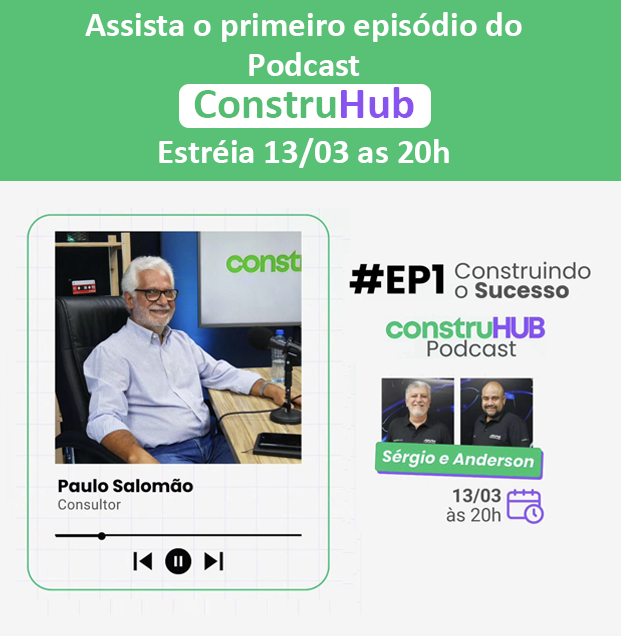 Assista o primeiro episódio do
Podcast
ConstruHub
Estréia 13/03 as 20h
const
#EP1 Construindo
o Sucesso
construHUB
Podcast
Sérgio e Anderson
13/03
às 20h
Paulo Salomão
Consultor